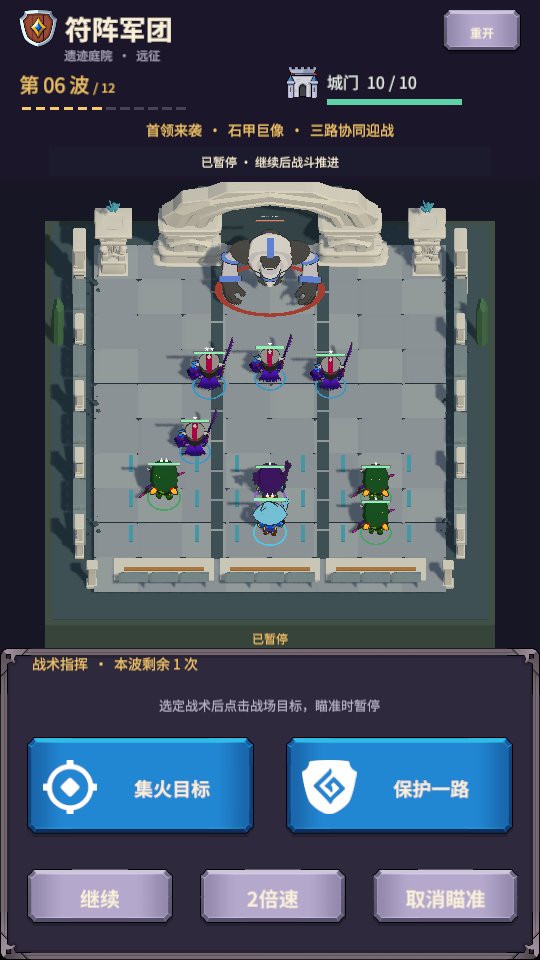 符阵军团
重开
遗迹庭院 · 远征
第 06 波 / 12
城门 10 / 10
首领来袭 · 石甲巨像 · 三路协同迎战
已暂停 · 继续后战斗推进
已暂停
战术指挥 · 本波剩余 1 次
选定战术后点击战场目标，瞄准时暂停
集火目标
保护一路
继续
2倍速
取消瞄准